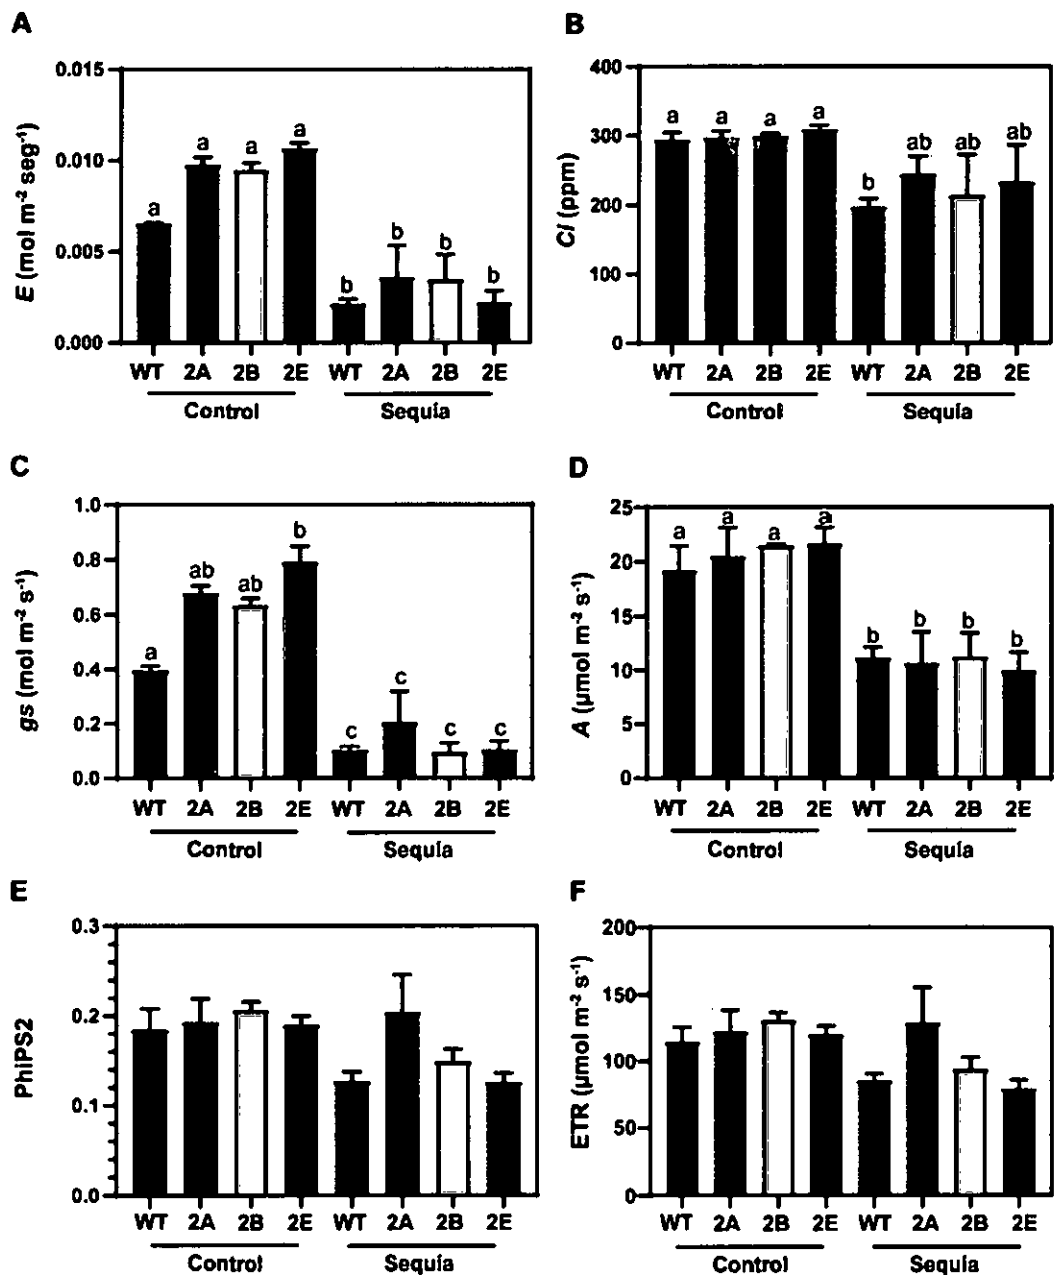 A
0.015
0.010
0.005
0.000
E (mol m-2 seg-1)
a a a a b b b b
WT 2A 2B 2E WT 2A 2B 2E
Control Sequía
B
400
300
200
100
0
Ci (ppm)
a a a a b ab ab ab
WT 2A 2B 2E WT 2A 2B 2E
Control Sequía
C
1.0
0.8
0.6
0.4
0.2
0.0
gs (mol m-2 s-1)
a ab ab b c c c c
WT 2A 2B 2E WT 2A 2B 2E
Control Sequía
D
25
20
15
10
5
0
A (μmol m-2 s-1)
a a a a b b b b
WT 2A 2B 2E WT 2A 2B 2E
Control Sequía
E
0.3
0.2
0.1
0.0
PhiPS2
WT 2A 2B 2E WT 2A 2B 2E
Control Sequía
F
200
150
100
50
0
ETR (μmol m-2 s-1)
WT 2A 2B 2E WT 2A 2B 2E
Control Sequía